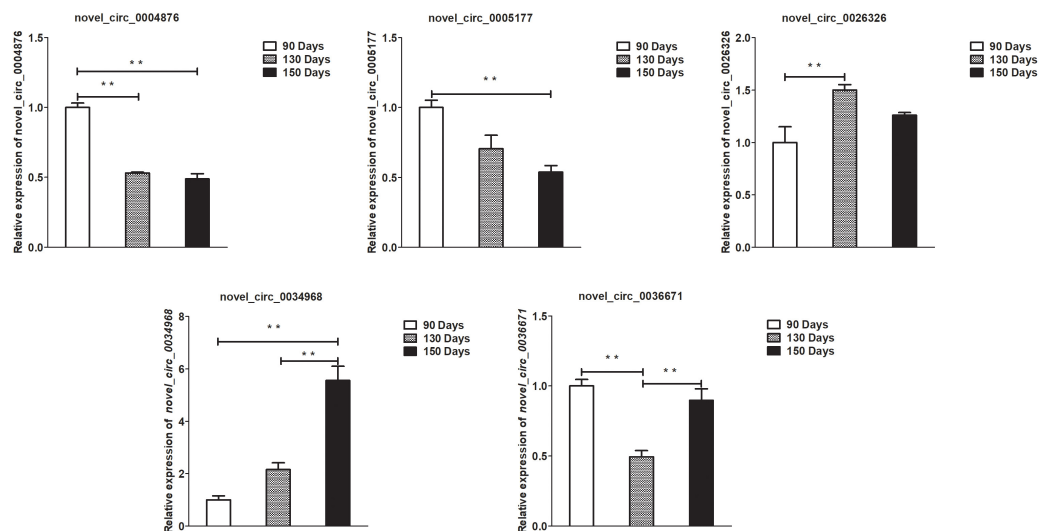 novel_circ_0004876
Relative expression of novel_circ_0004876
1.5
1.0
0.5
0.0
* *
* *
90 Days
130 Days
150 Days
novel_circ_0005177
Relative expression of novel_circ_0005177
1.5
1.0
0.5
0.0
* *
90 Days
130 Days
150 Days
novel_circ_0026326
Relative expression of novel_circ_0026326
2.0
1.5
1.0
0.5
0.0
* *
90 Days
130 Days
150 Days
novel_circ_0034968
Relative expression of novel_circ_0034968
8
6
4
2
0
* *
* *
90 Days
130 Days
150 Days
novel_circ_0036671
Relative expression of novel_circ_0036671
1.5
1.0
0.5
0.0
* *
* *
90 Days
130 Days
150 Days